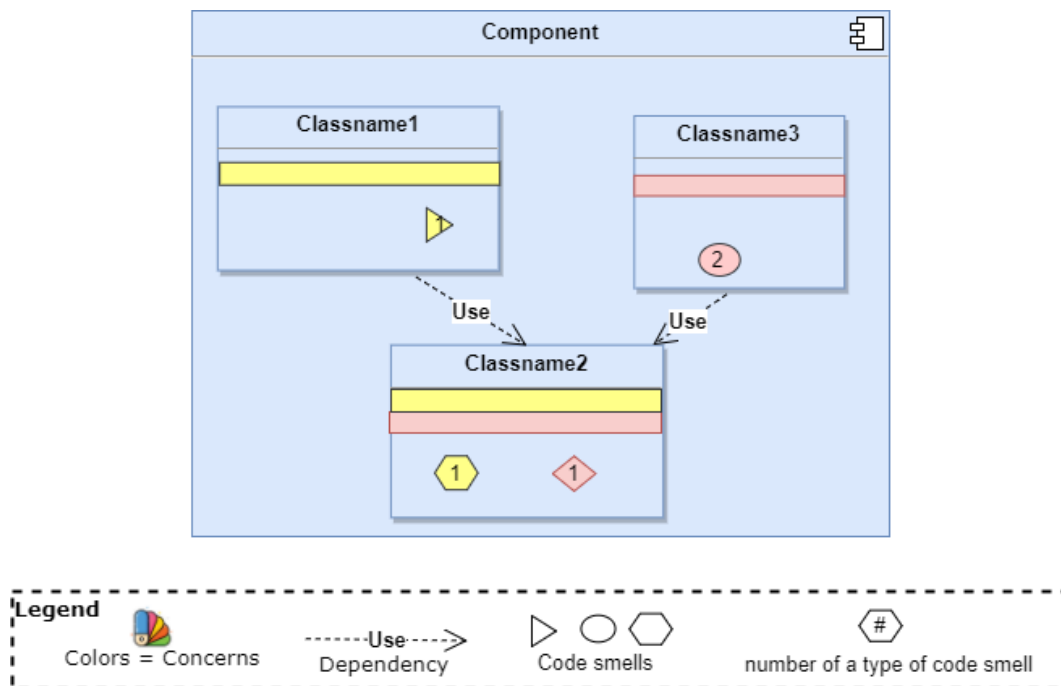 Component
Classname1
Classname3
1
2
Use
Use
Classname2
1
1
Legend
Use
#
Colors = Concerns
Dependency
Code smells
number of a type of code smell